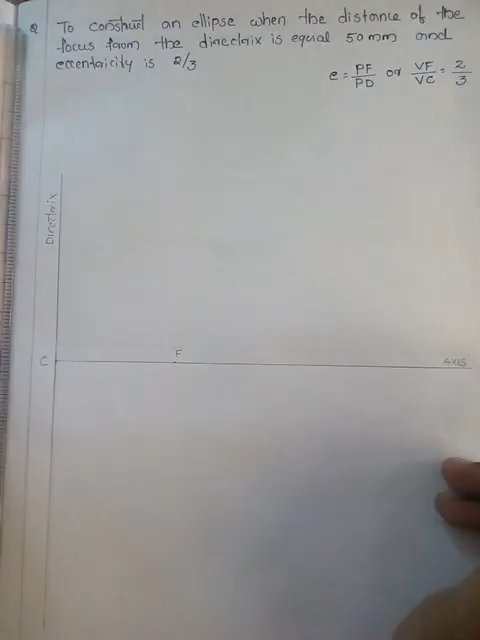 Q To construct an ellipse when the distance of the
focus from the directrix is equal 50 mm and
eccentricity is 2/3
e = PF/PD or VF/VC = 2/3
Directrix
C
F
AXIS